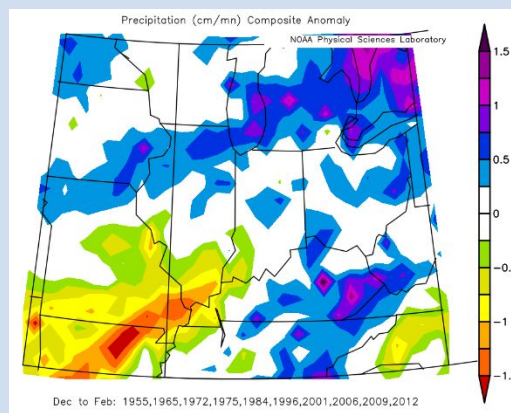 Precipitation (cm/mn) Composite Anomaly
NOAA Physical Sciences Laboratory
1.5
1
0.5
0
-1
Dec to Feb: 1955,1965,1972,1975,1984,1996,2001,2006,2009,2012